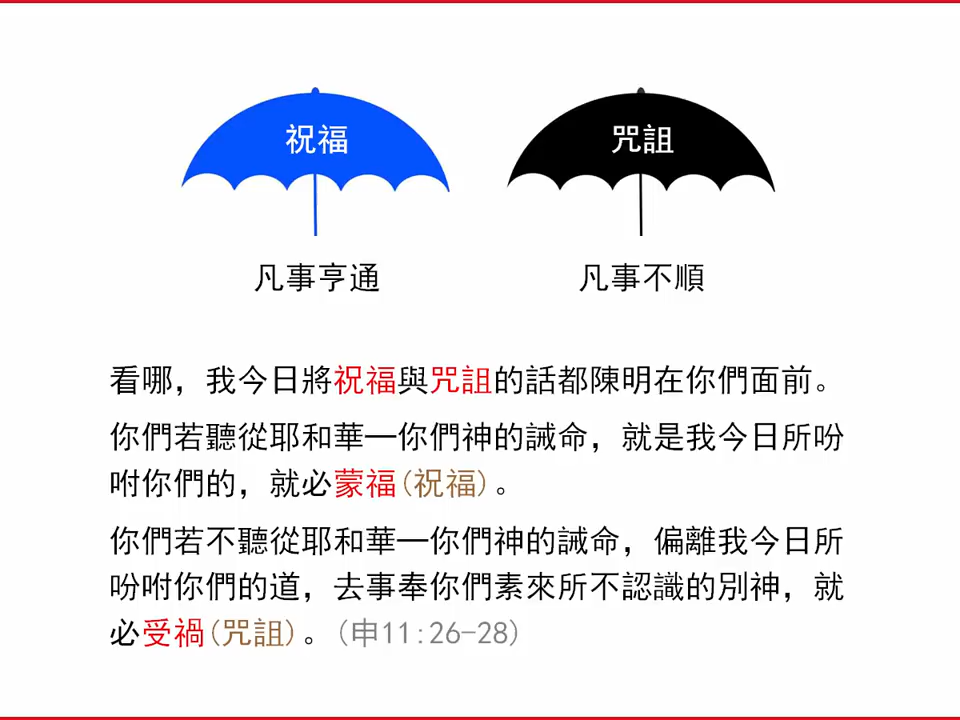 祝福
咒詛
凡事亨通
凡事不順
看哪，我今日將祝福與咒詛的話都陳明在你們面前。
你們若聽從耶和華—你們神的誡命，就是我今日所吩
咐你們的，就必蒙福(祝福)。
你們若不聽從耶和華—你們神的誡命，偏離我今日所
吩咐你們的道，去事奉你們素來所不認識的別神，就
必受禍(咒詛)。(申11:26-28)